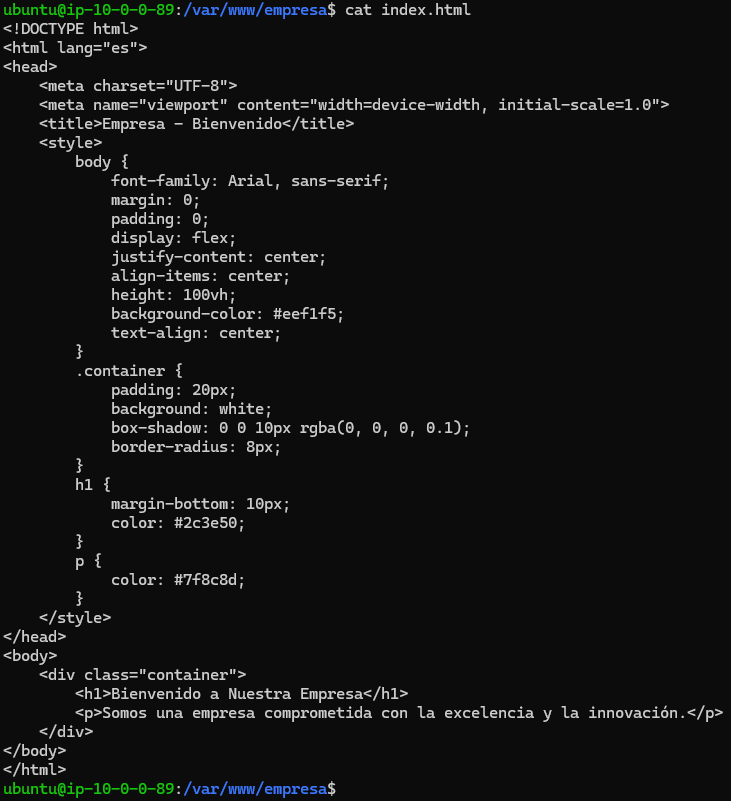 ubuntu@ip-10-0-0-89:/var/www/empresa$ cat index.html
<!DOCTYPE html>
<html lang="es">
<head>
    <meta charset="UTF-8">
    <meta name="viewport" content="width=device-width, initial-scale=1.0">
    <title>Empresa - Bienvenido</title>
    <style>
        body {
            font-family: Arial, sans-serif;
            margin: 0;
            padding: 0;
            display: flex;
            justify-content: center;
            align-items: center;
            height: 100vh;
            background-color: #eef1f5;
            text-align: center;
        }
        .container {
            padding: 20px;
            background: white;
            box-shadow: 0 0 10px rgba(0, 0, 0, 0.1);
            border-radius: 8px;
        }
        h1 {
            margin-bottom: 10px;
            color: #2c3e50;
        }
        p {
            color: #7f8c8d;
        }
    </style>
</head>
<body>
    <div class="container">
        <h1>Bienvenido a Nuestra Empresa</h1>
        <p>Somos una empresa comprometida con la excelencia y la innovación.</p>
    </div>
</body>
</html>
ubuntu@ip-10-0-0-89:/var/www/empresa$